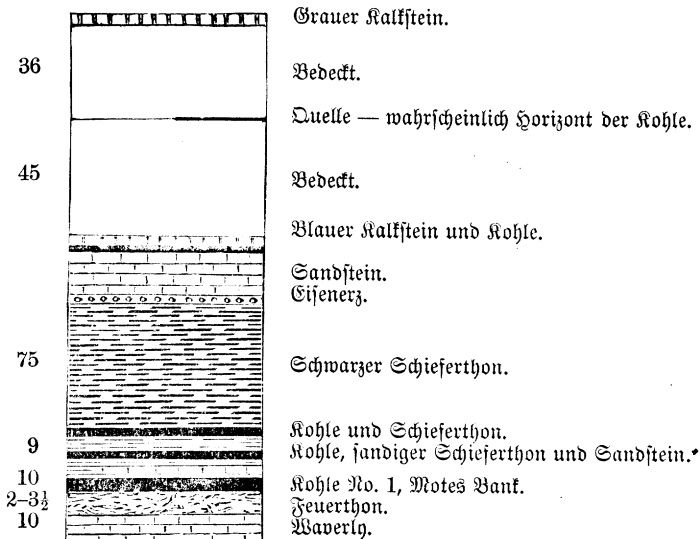 Grauer Kalkstein.
36
Bedeckt.
Quelle — wahrscheinlich Horizont der Kohle.
45
Bedeckt.
Blauer Kalkstein und Kohle.
Sandstein.
Eisenerz.
75
Schwarzer Schieferthon.
Kohle und Schieferthon.
9
Kohle, sandiger Schieferthon und Sandstein.
10
Kohle No. 1, Motes Bank.
2–3½
Feuerthon.
10
Waverly.